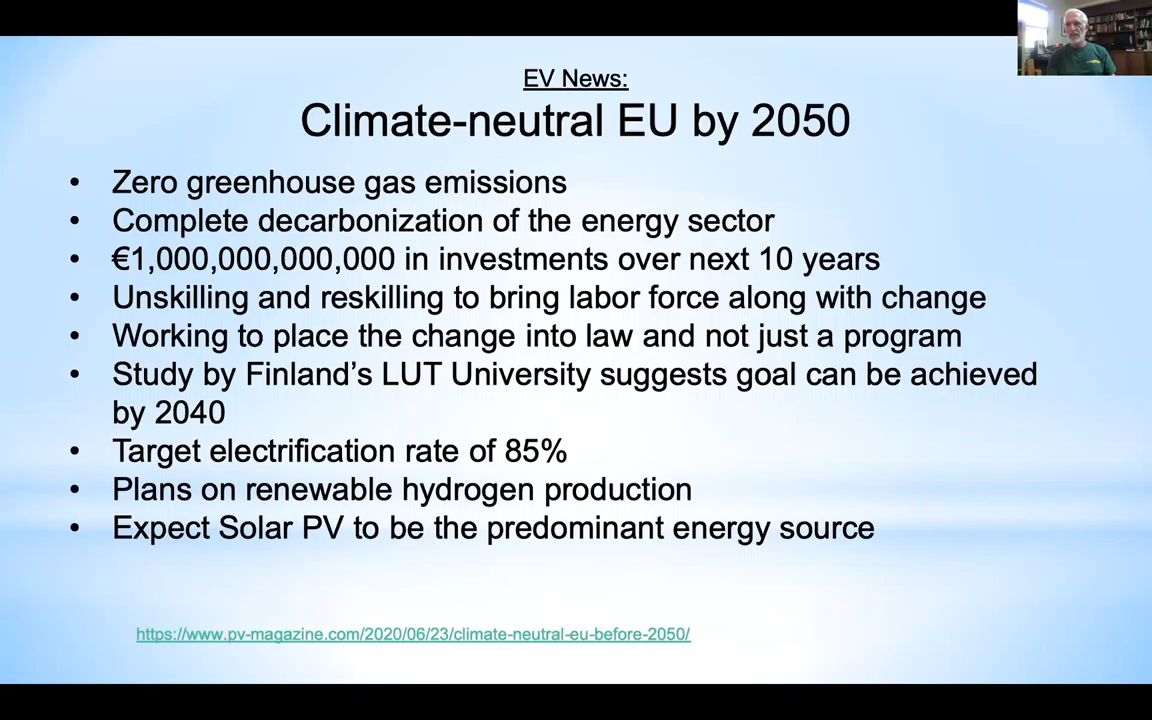 EV News:
Climate-neutral EU by 2050
• Zero greenhouse gas emissions
• Complete decarbonization of the energy sector
• €1,000,000,000,000 in investments over next 10 years
• Unskilling and reskilling to bring labor force along with change
• Working to place the change into law and not just a program
• Study by Finland's LUT University suggests goal can be achieved
by 2040
• Target electrification rate of 85%
• Plans on renewable hydrogen production
• Expect Solar PV to be the predominant energy source
https://www.pv-magazine.com/2020/06/23/climate-neutral-eu-before-2050/